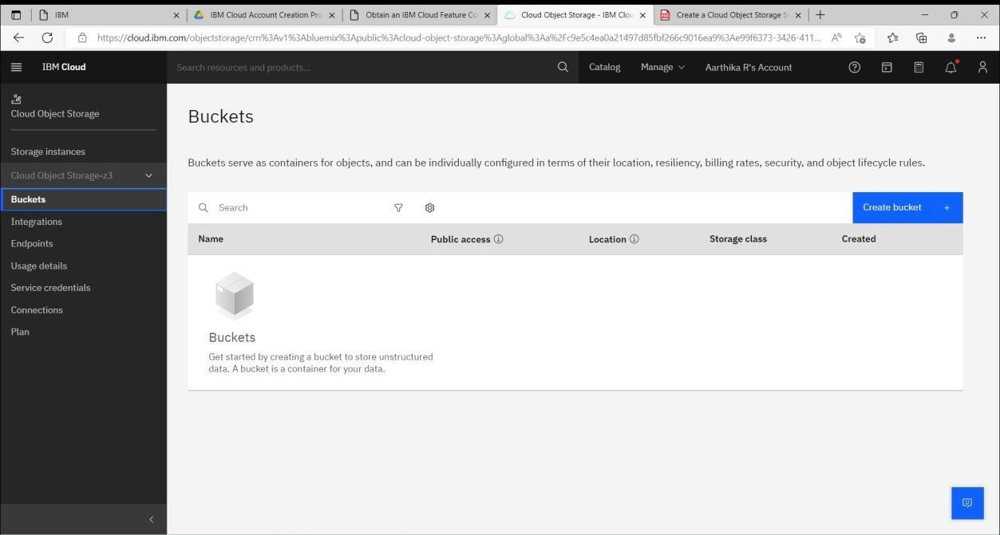 IBM
IBM Cloud Account Creation Pro
Obtain an IBM Cloud Feature Co
Cloud Object Storage - IBM Clou
Create a Cloud Object Storage S
https://cloud.ibm.com/objectstorage/crn%3Av1%3Abluemix%3Apublic%3Acloud-object-storage%3Aglobal%3Aa%2Fc9e5c4ea0a21497d85fbf266c9016ea9%3Ae99f6373-3426-411...
IBM Cloud
Search resources and products...
Catalog
Manage
Aarthika R's Account
Cloud Object Storage
Storage instances
Cloud Object Storage-z3
Buckets
Integrations
Endpoints
Usage details
Service credentials
Connections
Plan
Buckets
Buckets serve as containers for objects, and can be individually configured in terms of their location, resiliency, billing rates, security, and object lifecycle rules.
Search
Create bucket +
Name
Public access
Location
Storage class
Created
Buckets
Get started by creating a bucket to store unstructured
data. A bucket is a container for your data.